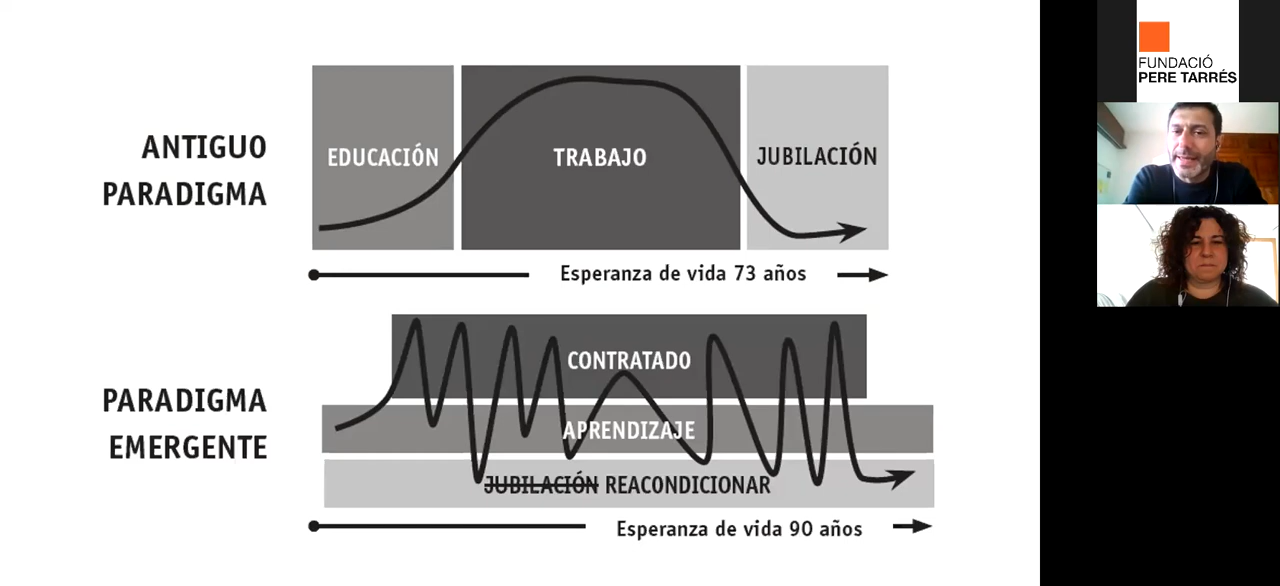 ANTIGUO
PARADIGMA
EDUCACIÓN
TRABAJO
JUBILACIÓN
Esperanza de vida 73 años
PARADIGMA
EMERGENTE
CONTRATADO
APRENDIZAJE
JUBILACIÓN REACONDICIONAR
Esperanza de vida 90 años
FUNDACIÓ
PERE TARRÉS